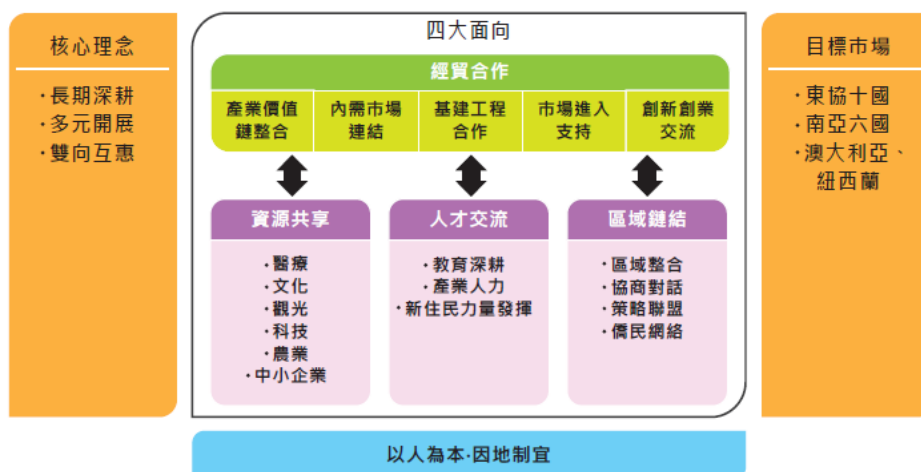 核心理念
·長期深耕
·多元開展
·雙向互惠
四大面向
經貿合作
產業價值
鏈整合
內需市場
連結
基建工程
合作
市場進入
支持
創新創業
交流
資源共享
·醫療
·文化
·觀光
·科技
·農業
·中小企業
人才交流
·教育深耕
·產業人力
·新住民力量發揮
區域鏈結
·區域整合
·協商對話
·策略聯盟
·僑民網絡
目標市場
·東協十國
·南亞六國
·澳大利亞、
紐西蘭
以人為本·因地制宜